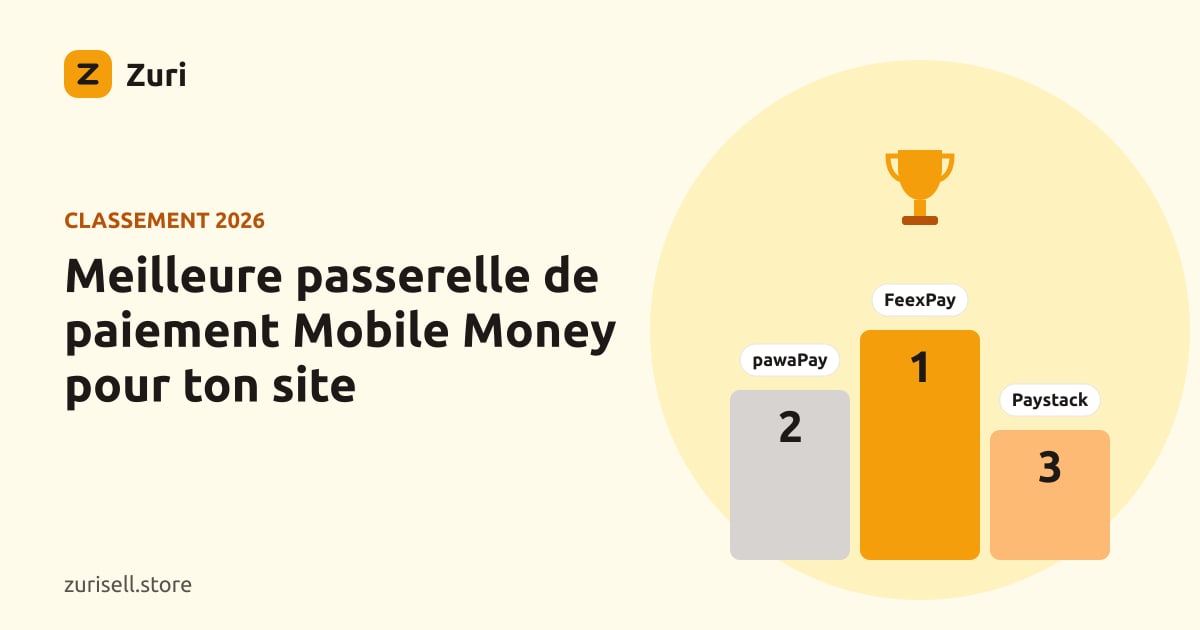 Z
Zuri
CLASSEMENT 2026
Meilleure passerelle de
paiement Mobile Money
pour ton site
FeexPay
1
pawaPay
2
Paystack
3
zurisell.store